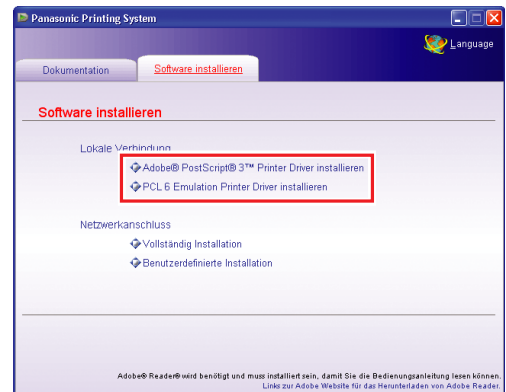 Panasonic Printing System
Language
Dokumentation
Software installieren
Software installieren
Lokale Verbindung
Adobe® PostScript® 3™ Printer Driver installieren
PCL 6 Emulation Printer Driver installieren
Netzwerkanschluss
Vollständig Installation
Benutzerdefinierte Installation
Adobe® Reader® wird benötigt und muss installiert sein, damit Sie die Bedienungsanleitung lesen können.
Links zur Adobe Website für das Herunterladen von Adobe Reader.